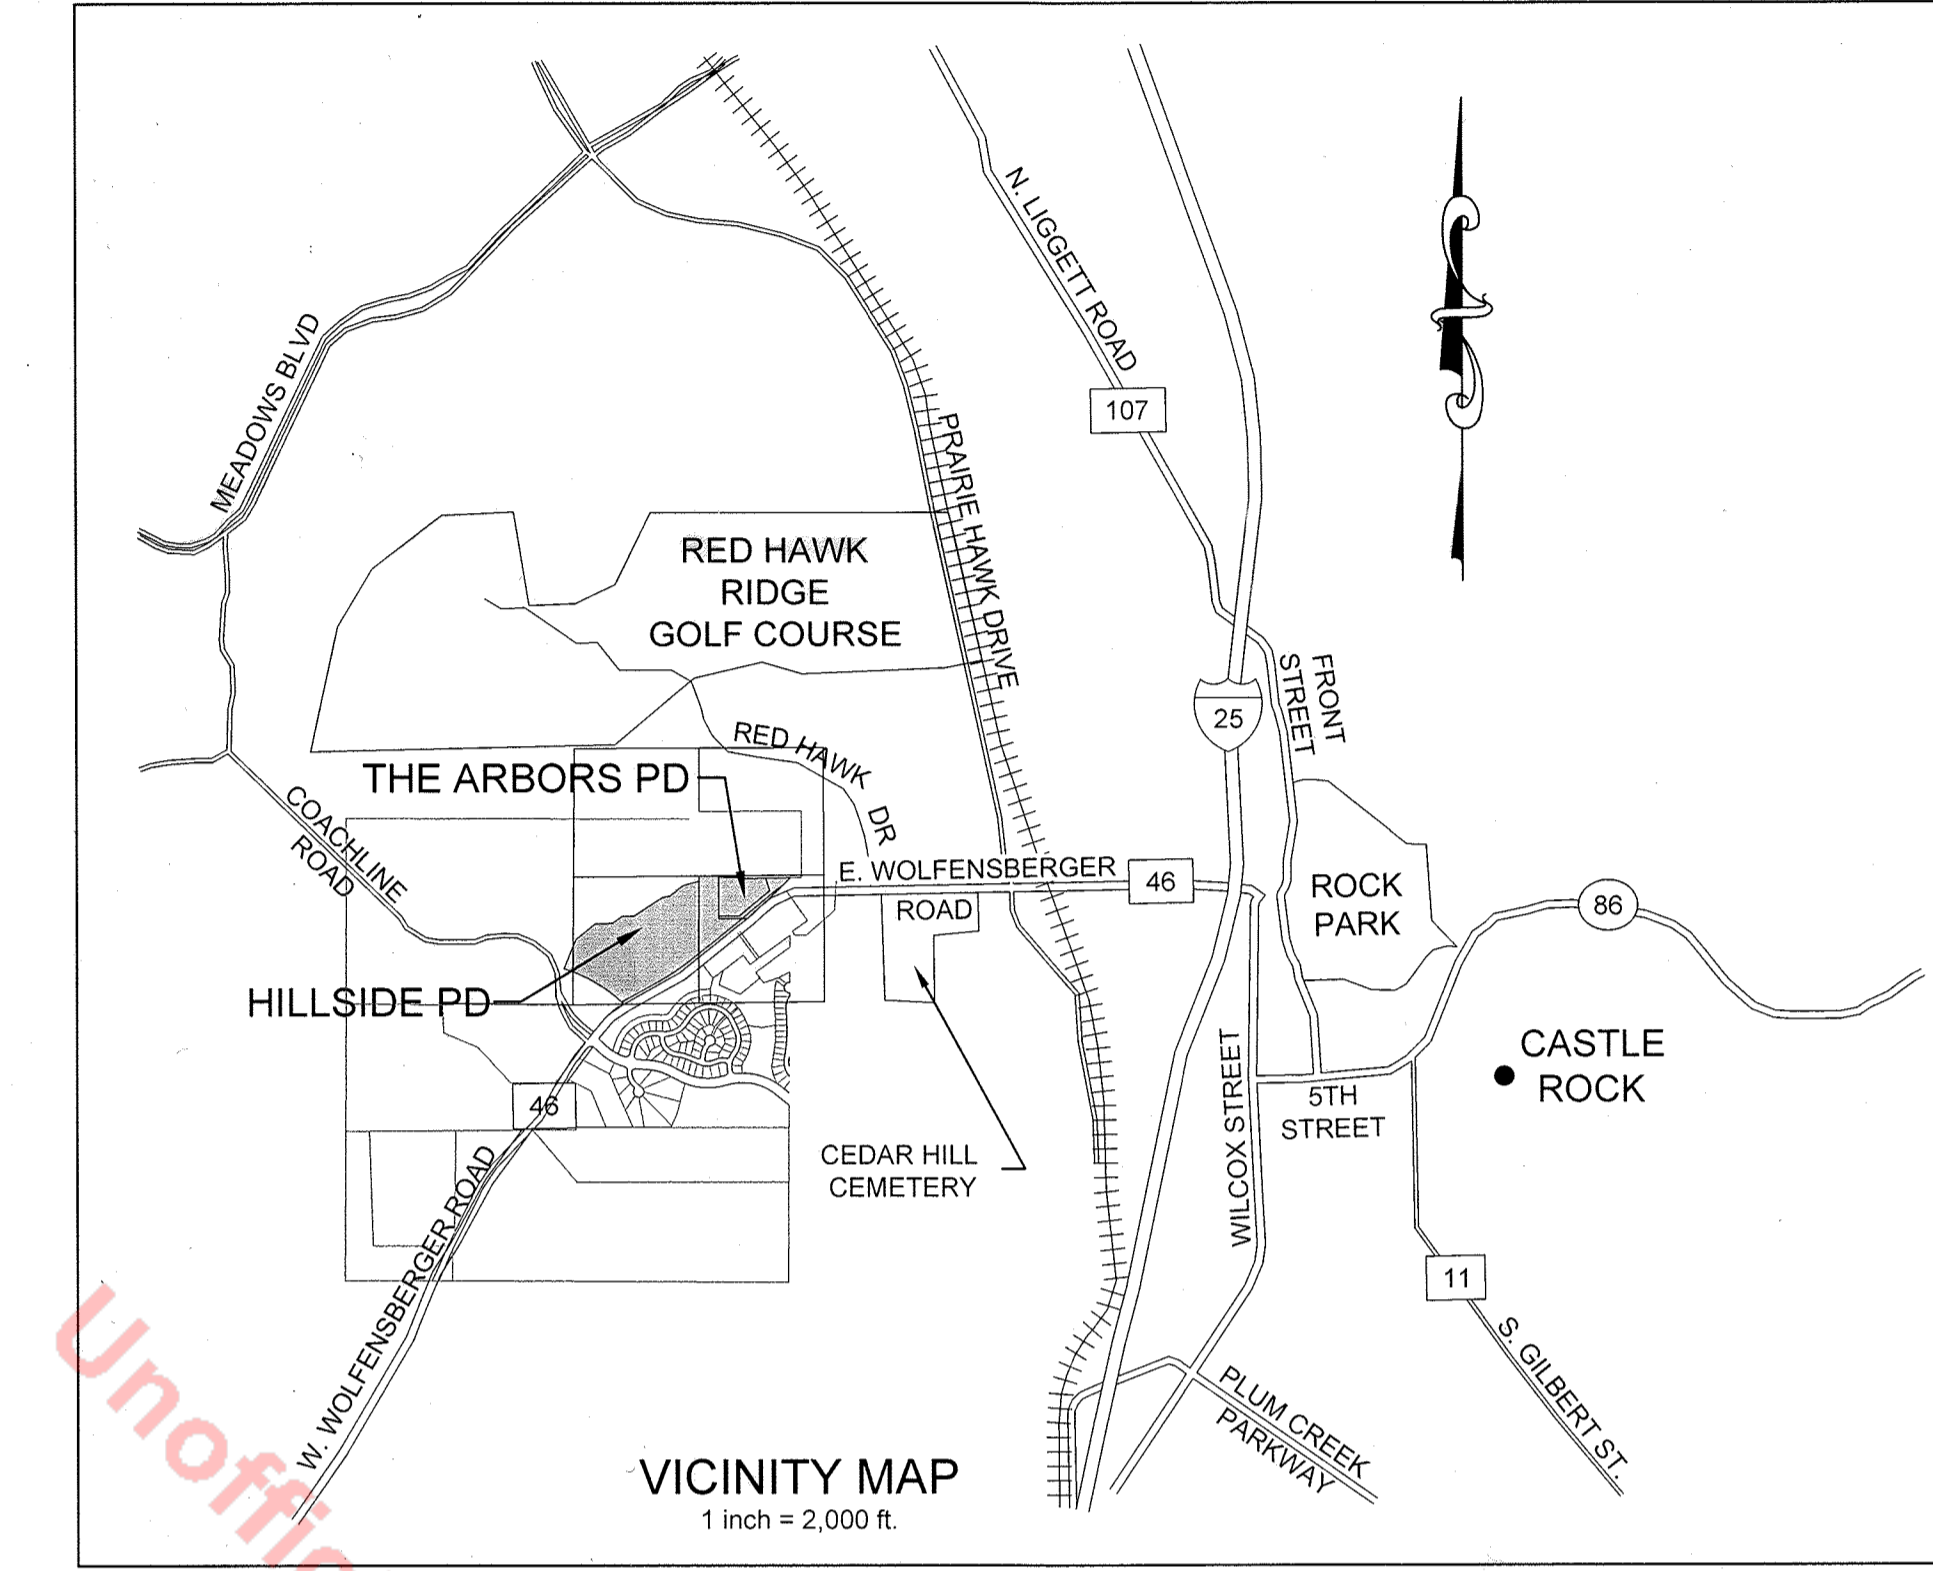 N. LIGGETT ROAD
MEADOWS BLVD
107
PRAIRIE HAWK DRIVE
RED HAWK
RIDGE
GOLF COURSE
FRONT
STREET
25
RED HAWK DR
THE ARBORS PD
COACHLINE
ROAD
E. WOLFENSBERGER
ROAD
46
ROCK
PARK
86
HILLSIDE PD
CASTLE
ROCK
WILCOX STREET
5TH
STREET
46
CEDAR HILL
CEMETERY
W. WOLFENSBERGER ROAD
11
S. GILBERT ST.
PLUM CREEK
PARKWAY
VICINITY MAP
1 inch = 2,000 ft.